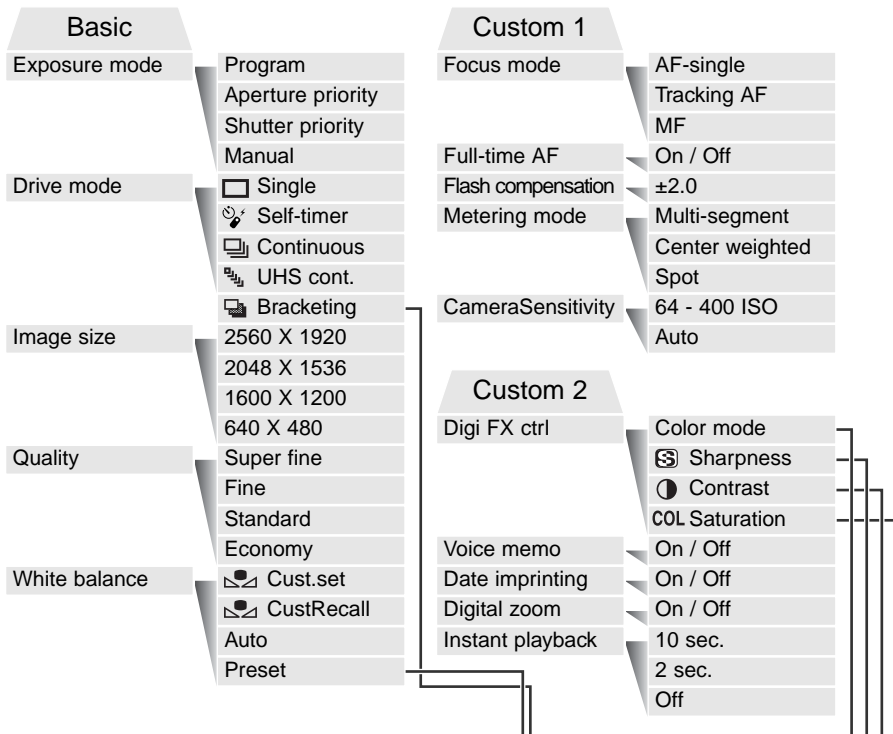 Basic
Exposure mode
Program
Aperture priority
Shutter priority
Manual
Drive mode
Single
Self-timer
Continuous
UHS cont.
Bracketing
Image size
2560 X 1920
2048 X 1536
1600 X 1200
640 X 480
Quality
Super fine
Fine
Standard
Economy
White balance
Cust.set
CustRecall
Auto
Preset
Custom 1
Focus mode
AF-single
Tracking AF
MF
Full-time AF
On / Off
Flash compensation
±2.0
Metering mode
Multi-segment
Center weighted
Spot
CameraSensitivity
64 - 400 ISO
Auto
Custom 2
Digi FX ctrl
Color mode
S Sharpness
Contrast
COL Saturation
Voice memo
On / Off
Date imprinting
On / Off
Digital zoom
On / Off
Instant playback
10 sec.
2 sec.
Off